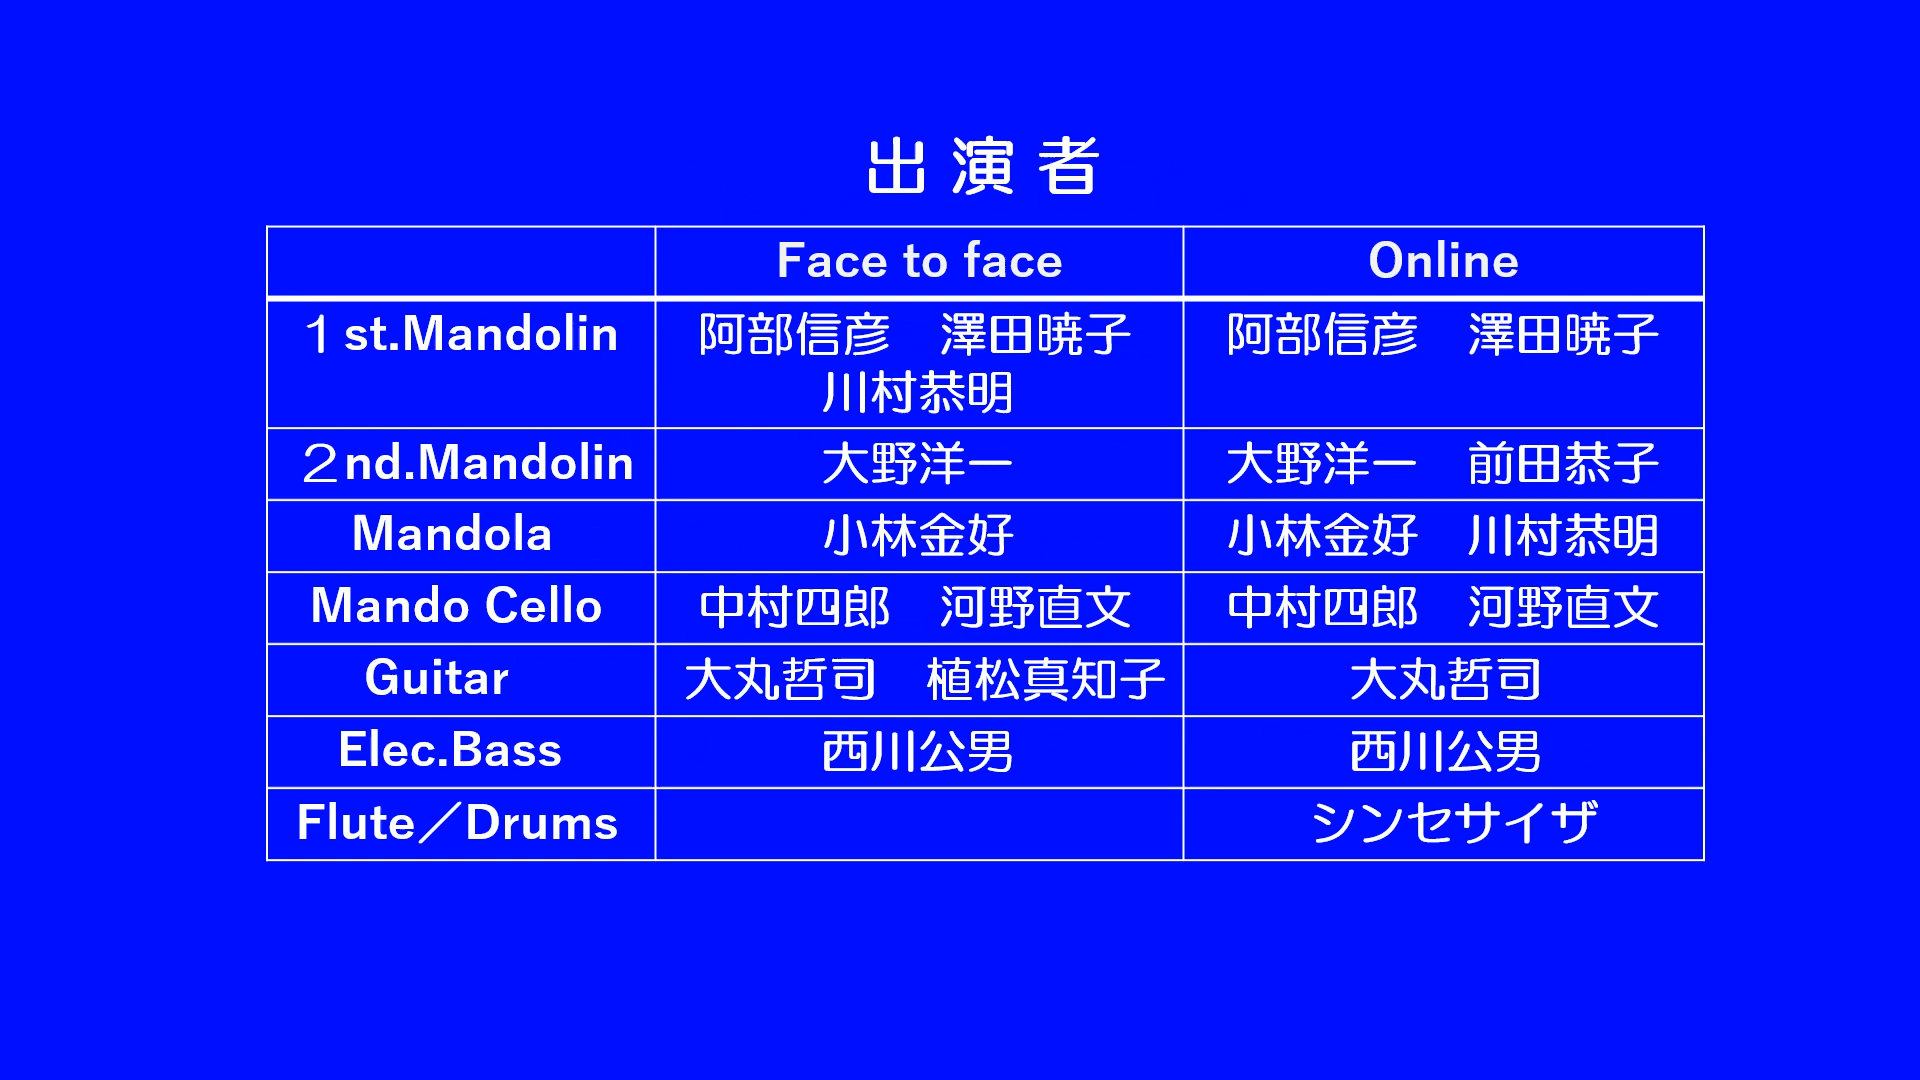 出演者
Face to face　Online
１st.Mandolin　阿部信彦　澤田暁子　阿部信彦　澤田暁子
川村恭明
２nd.Mandolin　大野洋一　大野洋一　前田恭子
Mandola　小林金好　小林金好　川村恭明
Mando Cello　中村四郎　河野直文　中村四郎　河野直文
Guitar　大丸哲司　植松真知子　大丸哲司
Elec.Bass　西川公男　西川公男
Flute／Drums　シンセサイザ